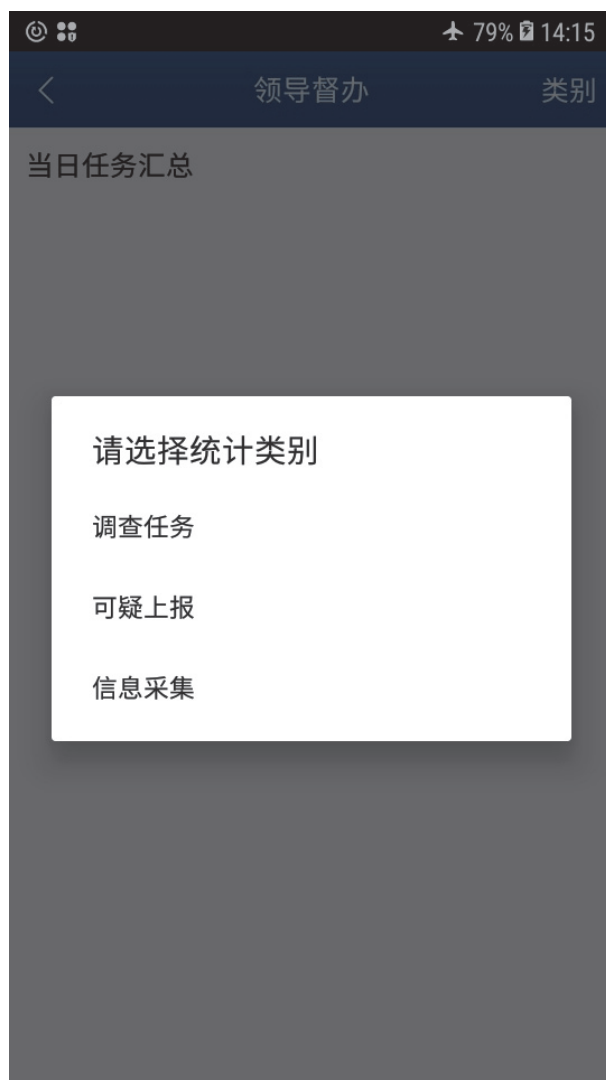 79% 14:15
领导督办 类别
当日任务汇总
请选择统计类别
调查任务
可疑上报
信息采集